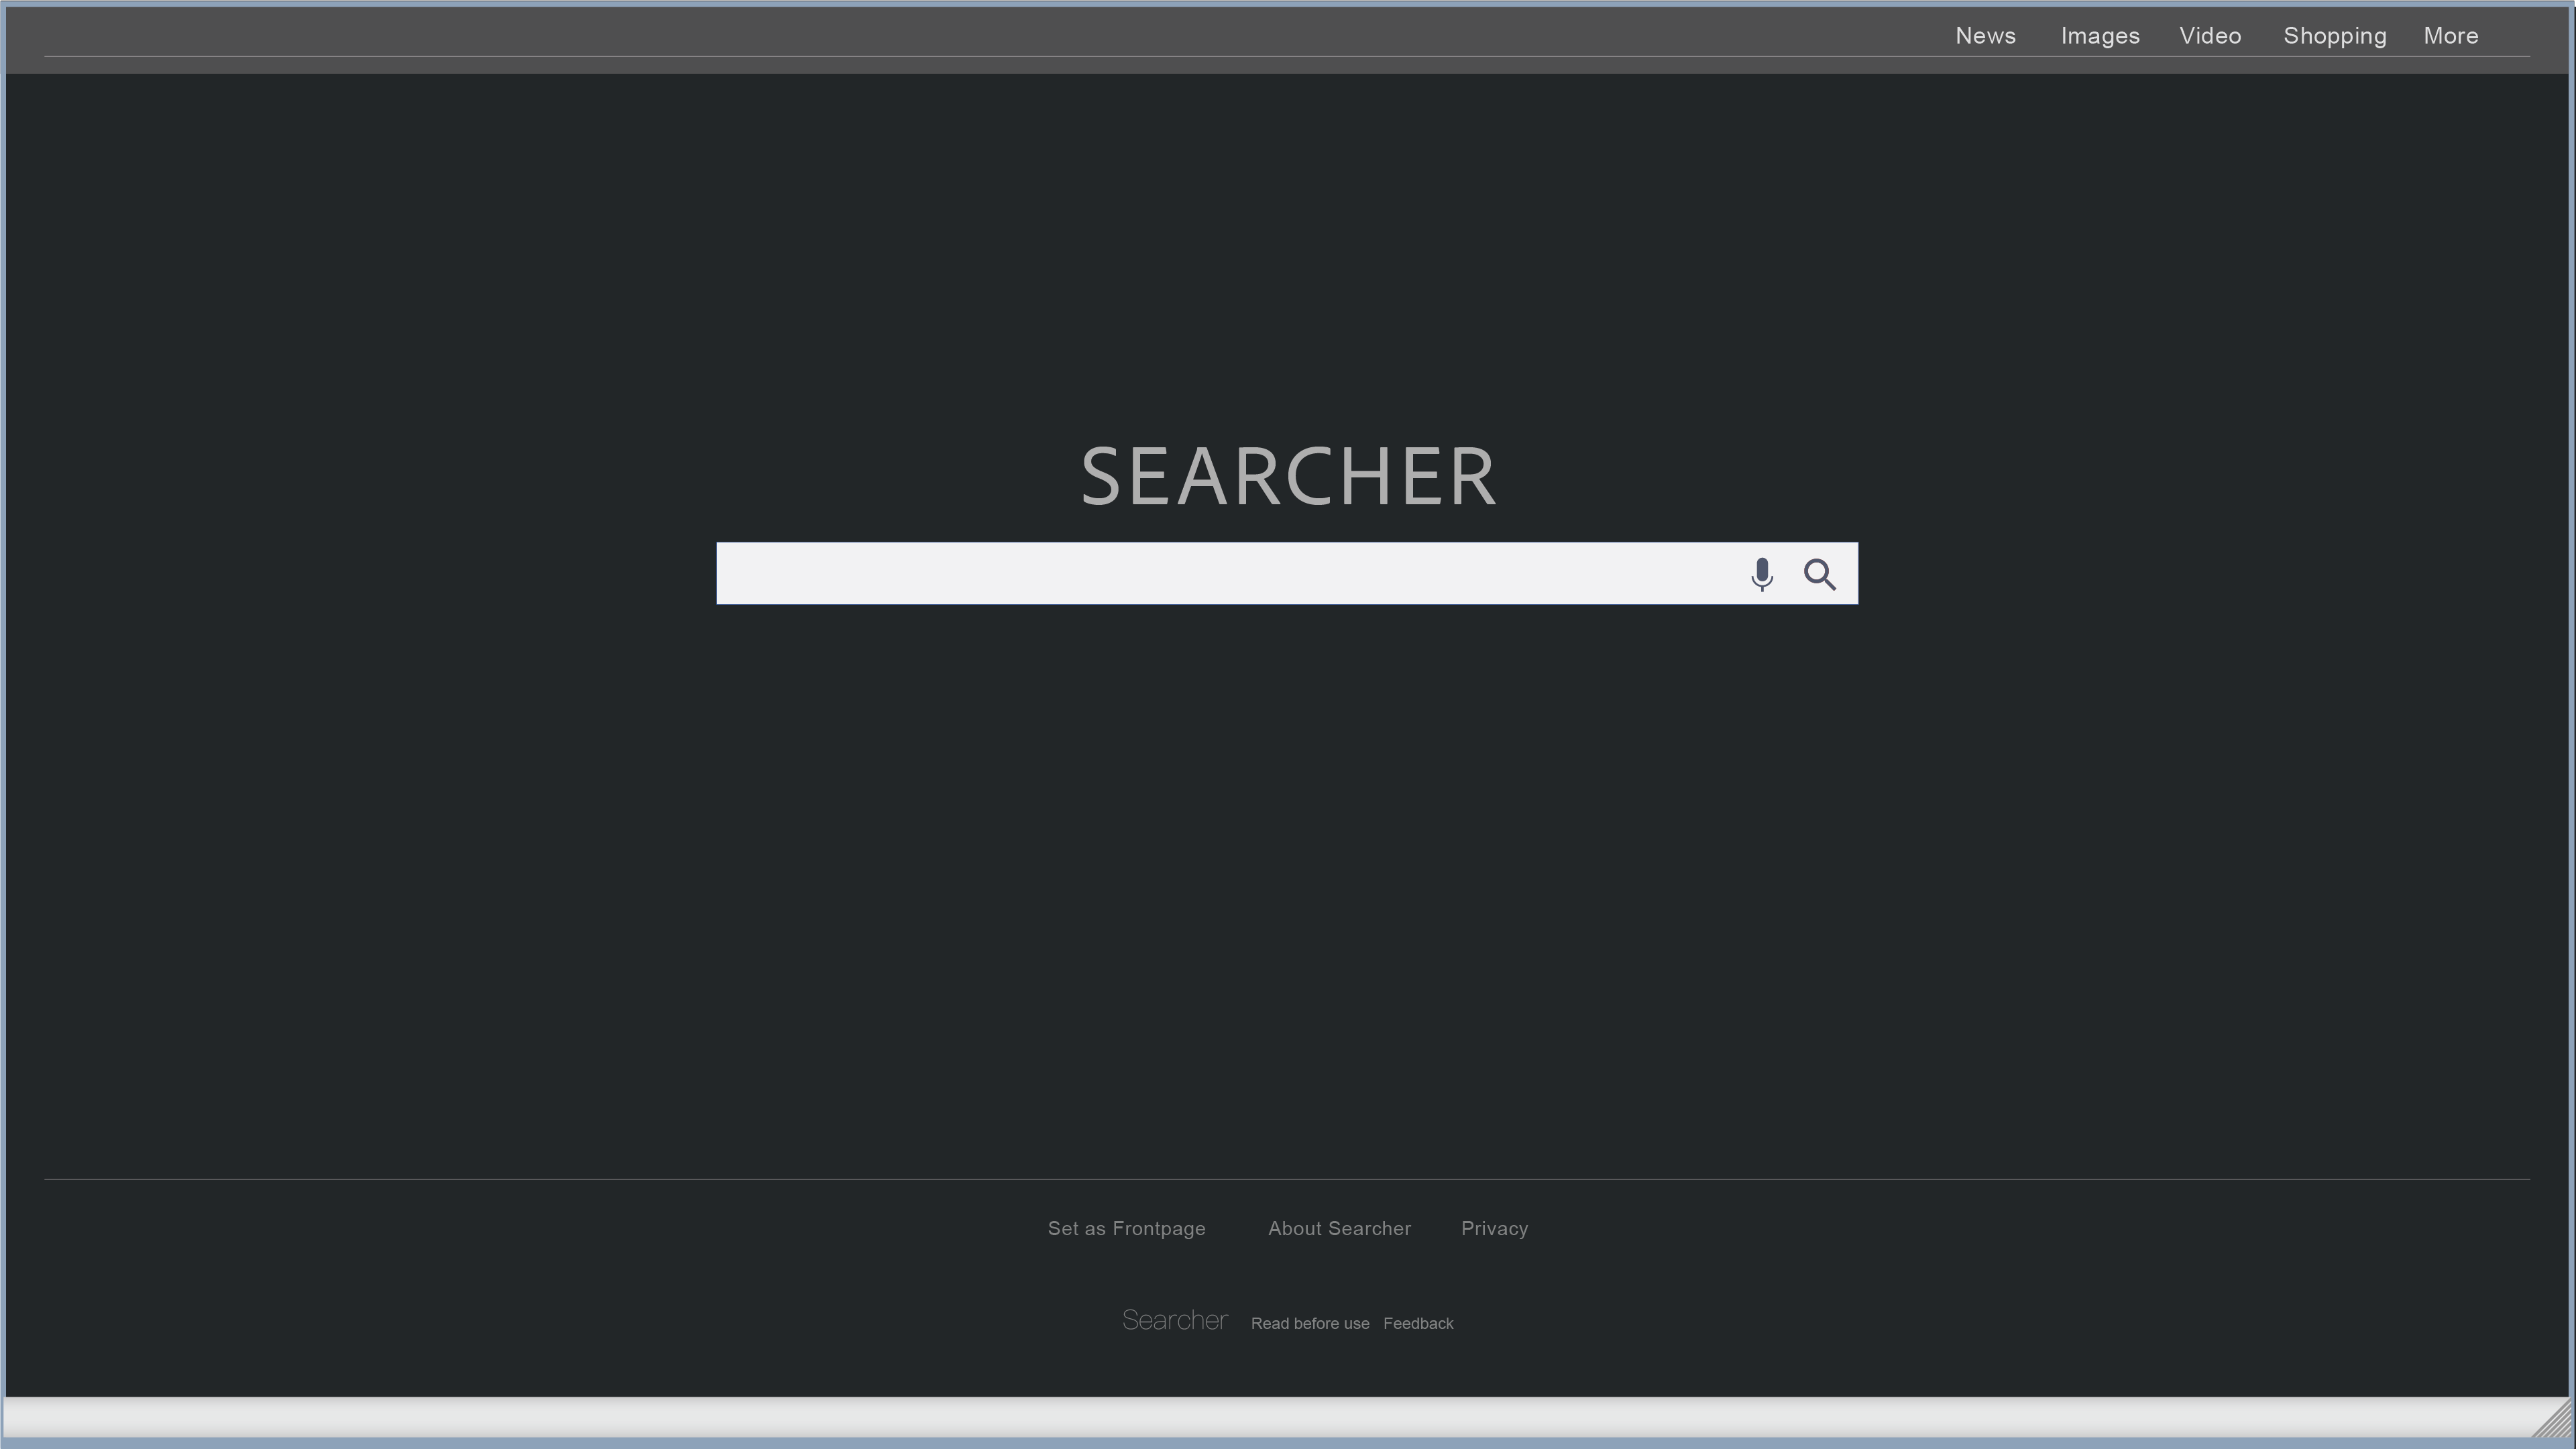 News Images Video Shopping More
SEARCHER
Set as Frontpage About Searcher Privacy
Searcher Read before use Feedback